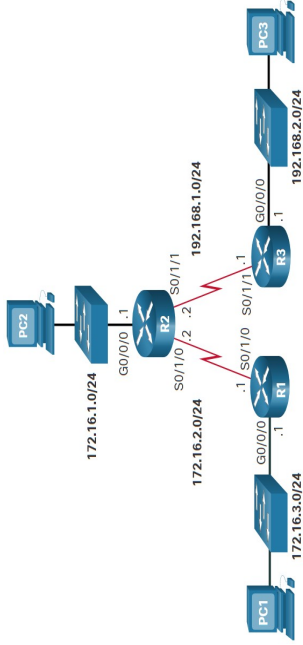 PC2
172.16.1.0/24
G0/0/0
.1
R2
S0/1/0
.2
.2
S0/1/1
172.16.2.0/24
192.168.1.0/24
.1
S0/1/0
S0/1/1
.1
PC1
172.16.3.0/24
G0/0/0
.1
R1
R3
G0/0/0
.1
192.168.2.0/24
PC3